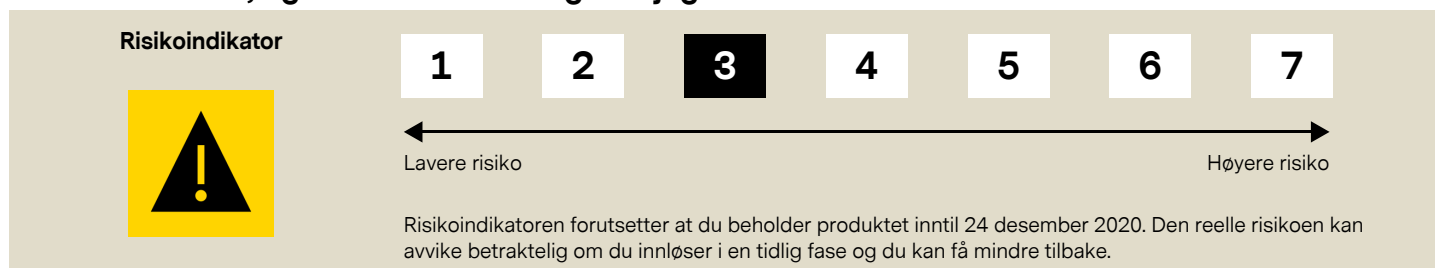 Risikoindikator
1 2 3 4 5 6 7
Lavere risiko Høyere risiko
Risikoindikatoren forutsetter at du beholder produktet inntil 24 desember 2020. Den reelle risikoen kan
avvike betraktelig om du innløser i en tidlig fase og du kan få mindre tilbake.